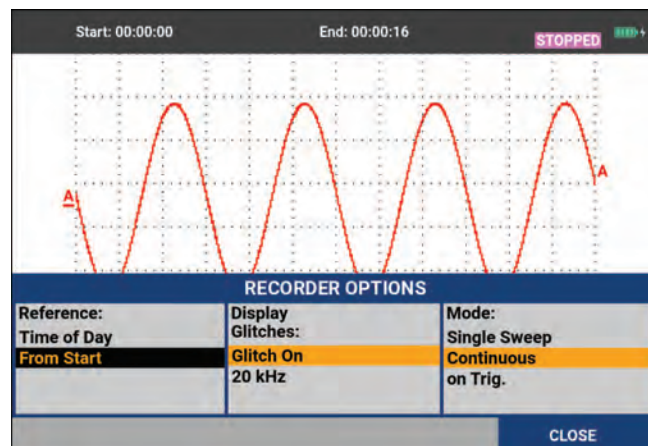 Start: 00:00:00 End: 00:00:16 STOPPED
A
A
RECORDER OPTIONS
Reference:
Time of Day
From Start
Display
Glitches:
Glitch On
20 kHz
Mode:
Single Sweep
Continuous
on Trig.
CLOSE